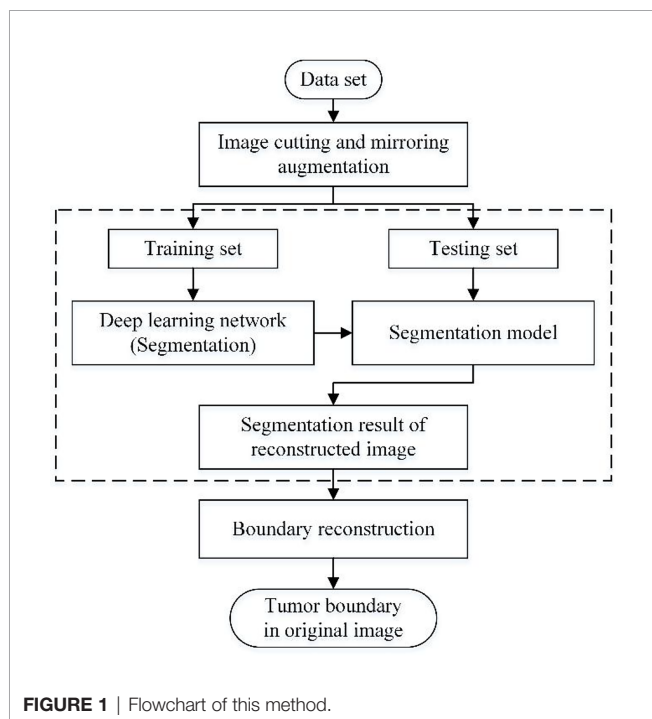 Data set
Image cutting and mirroring
augmentation
Training set
Testing set
Deep learning network
(Segmentation)
Segmentation model
Segmentation result of
reconstructed image
Boundary reconstruction
Tumor boundary
in original image
FIGURE 1 | Flowchart of this method.